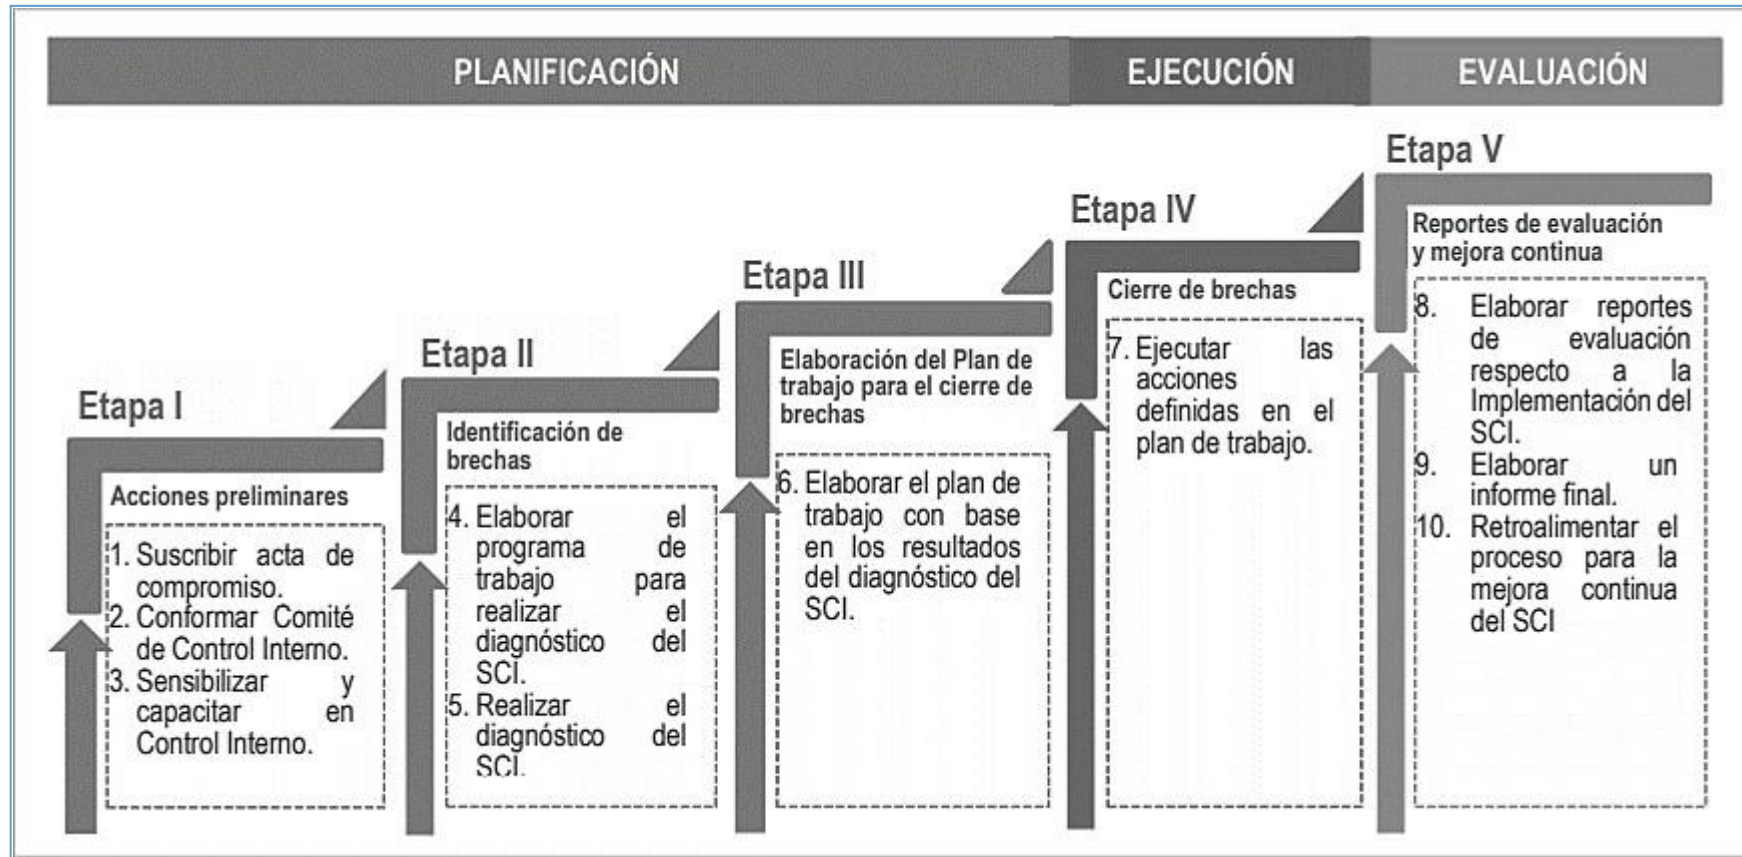 PLANIFICACIÓN
EJECUCIÓN
EVALUACIÓN
Etapa I
Acciones preliminares
1. Suscribir acta de
compromiso.
2. Conformar Comité
de Control Interno.
3. Sensibilizar y
capacitar en
Control Interno.
Etapa II
Identificación de
brechas
4. Elaborar el
programa de
trabajo para
realizar el
diagnóstico del
SCI.
5. Realizar el
diagnóstico del
SCI.
Etapa III
Elaboración del Plan de
trabajo para el cierre de
brechas
6. Elaborar el plan de
trabajo con base
en los resultados
del diagnóstico del
SCI.
Etapa IV
Cierre de brechas
7. Ejecutar las
acciones
definidas en el
plan de trabajo.
Etapa V
Reportes de evaluación
y mejora continua
8. Elaborar reportes
de evaluación
respecto a la
Implementación del
SCI.
9. Elaborar un
informe final.
10. Retroalimentar el
proceso para la
mejora continua
del SCI